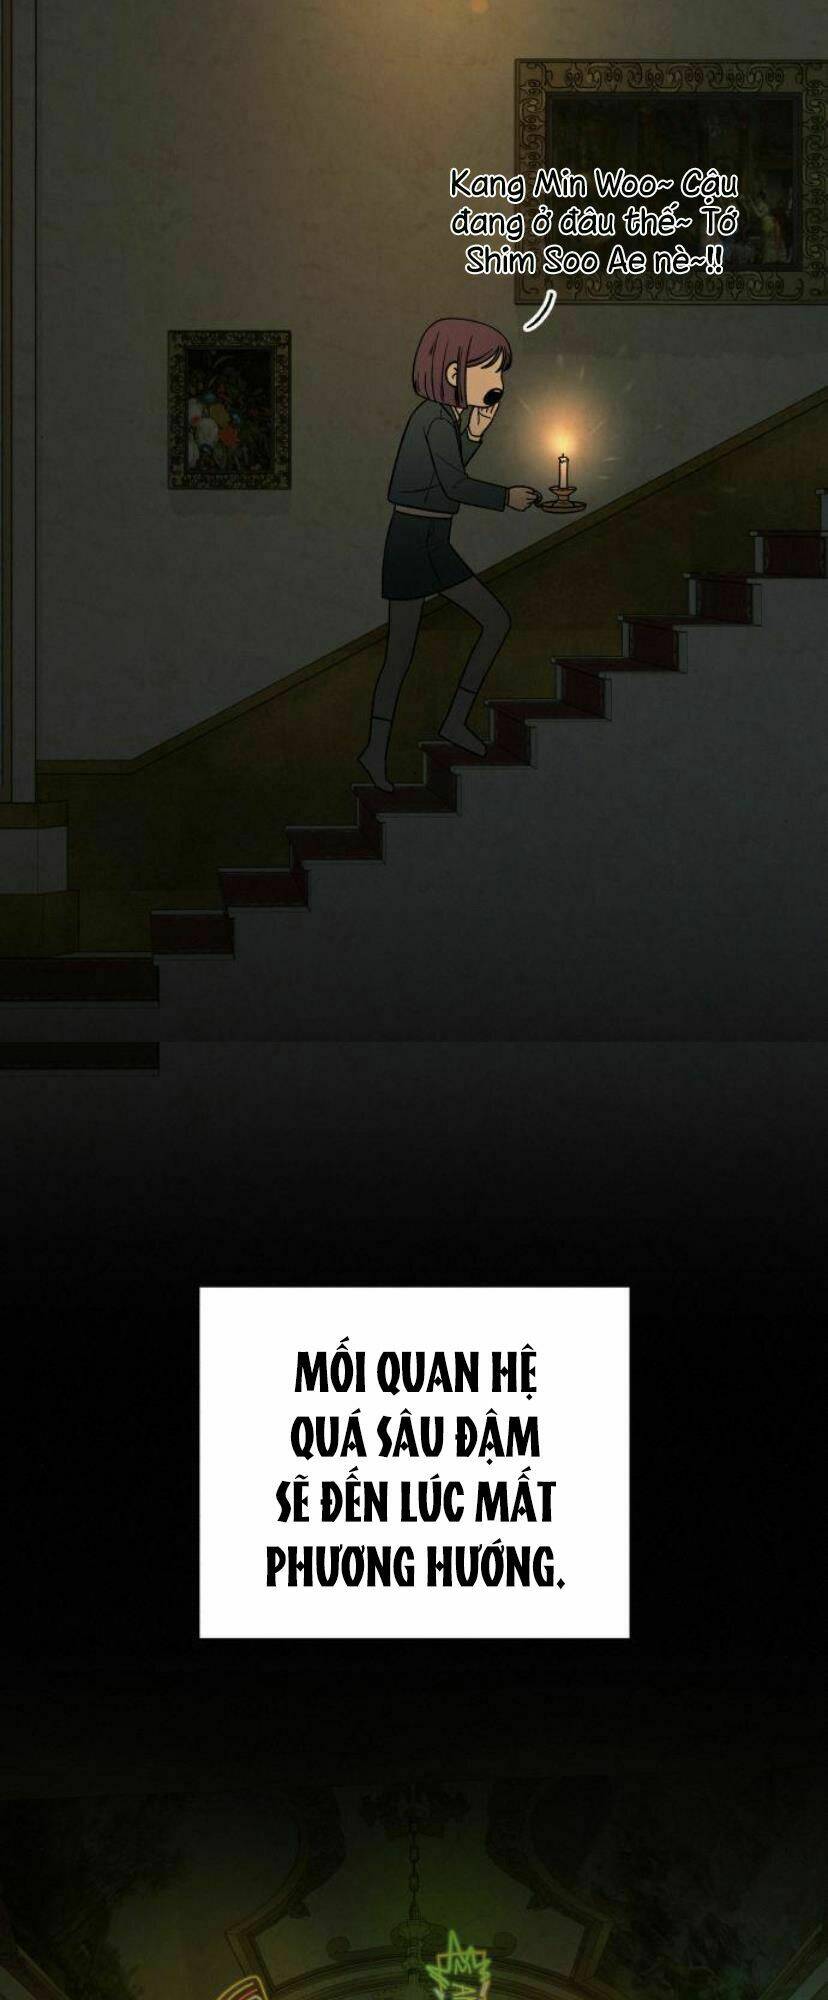 Kang Min Woo~ Cậu
đang ở đâu thế~ Tớ
Shim Soo Ae nè~!!
MỐI QUAN HỆ
QUÁ SÂU ĐẬM
SẼ ĐẾN LÚC MẤT
PHƯƠNG HƯỚNG.